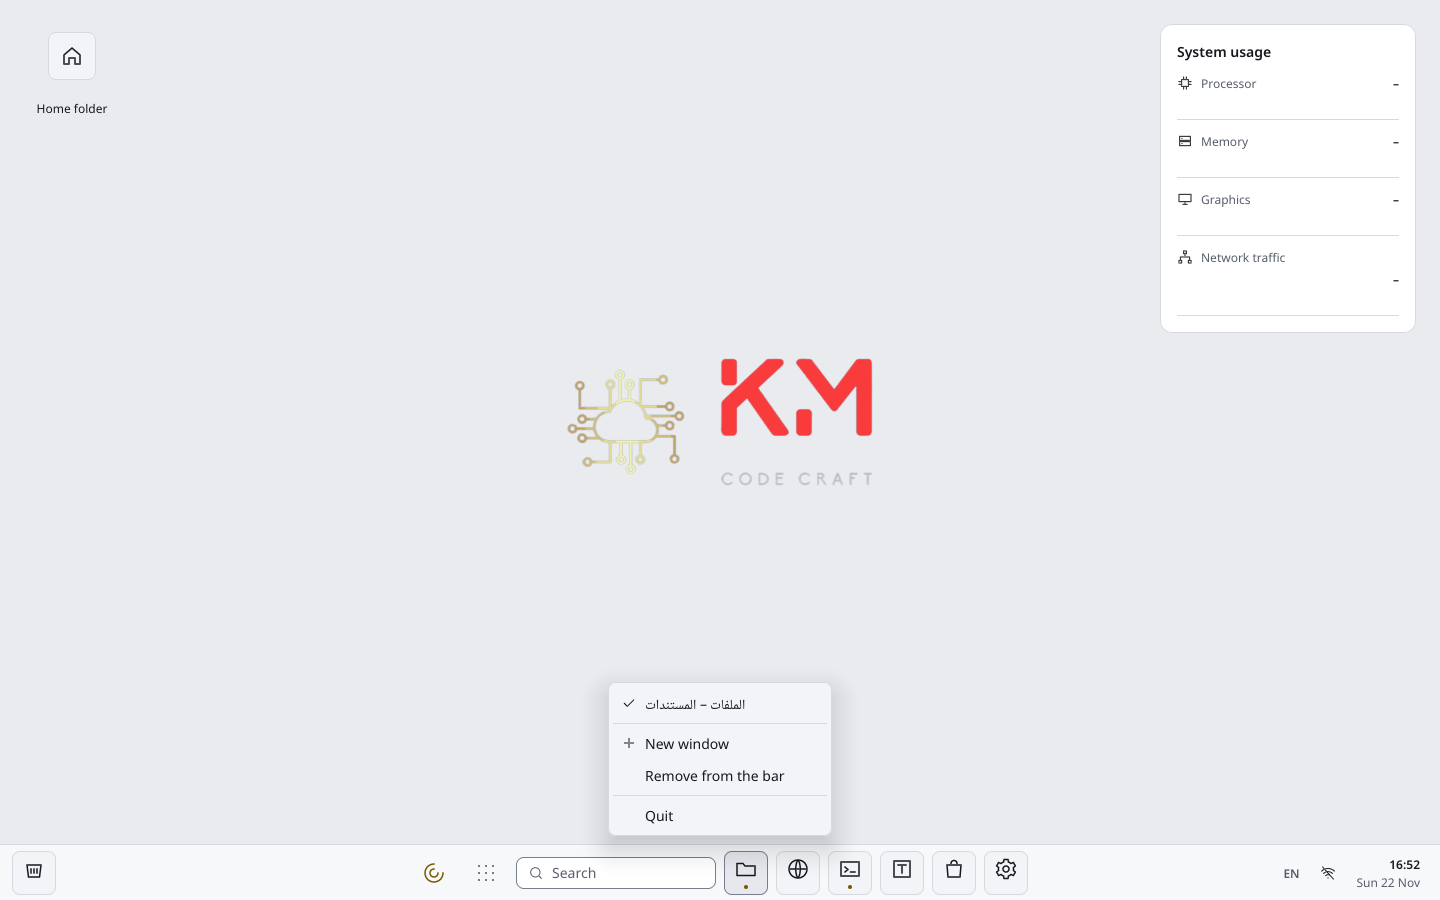 Home folder
System usage
Processor –
Memory –
Graphics –
Network traffic
–
KM
CODE CRAFT
الملفات – المستندات
New window
Remove from the bar
Quit
Search
EN
16:52
Sun 22 Nov